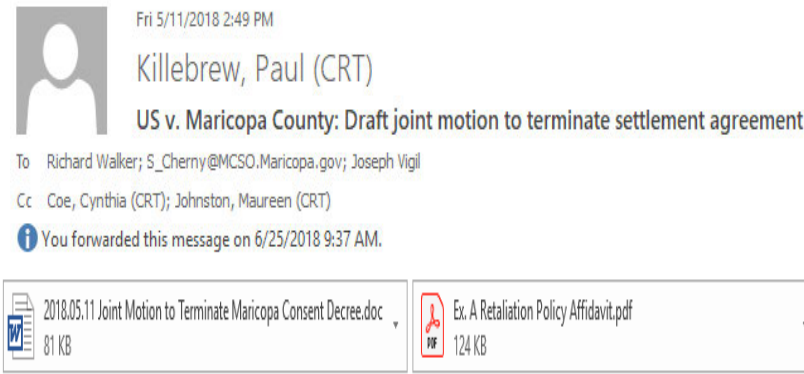 Fri 5/11/2018 2:49 PM
Killebrew, Paul (CRT)
US v. Maricopa County: Draft joint motion to terminate settlement agreement
To Richard Walker; S_Cherny@MCSO.Maricopa.gov; Joseph Vigil
Cc Coe, Cynthia (CRT); Johnston, Maureen (CRT)
i You forwarded this message on 6/25/2018 9:37 AM.
W 2018.05.11 Joint Motion to Terminate Maricopa Consent Decree.doc
81 KB
PDF Ex. A Retaliation Policy Affidavit.pdf
124 KB